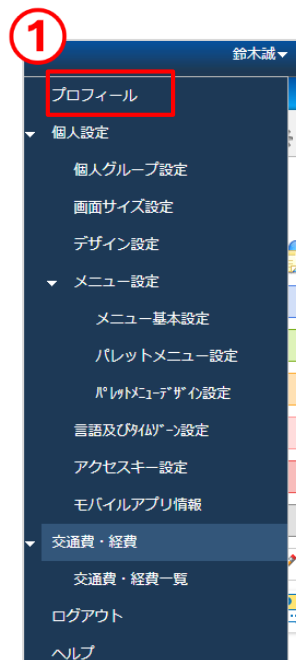 1
鈴木誠▼
プロフィール
▼ 個人設定
個人グループ設定
画面サイズ設定
デザイン設定
▼ メニュー設定
メニュー基本設定
パレットメニュー設定
ﾊﾟﾚｯﾄﾒﾆｭｰﾃﾞｻﾞｲﾝ設定
言語及びﾀｲﾑｿﾞｰﾝ設定
アクセスキー設定
モバイルアプリ情報
▼ 交通費・経費
交通費・経費一覧
ログアウト
ヘルプ